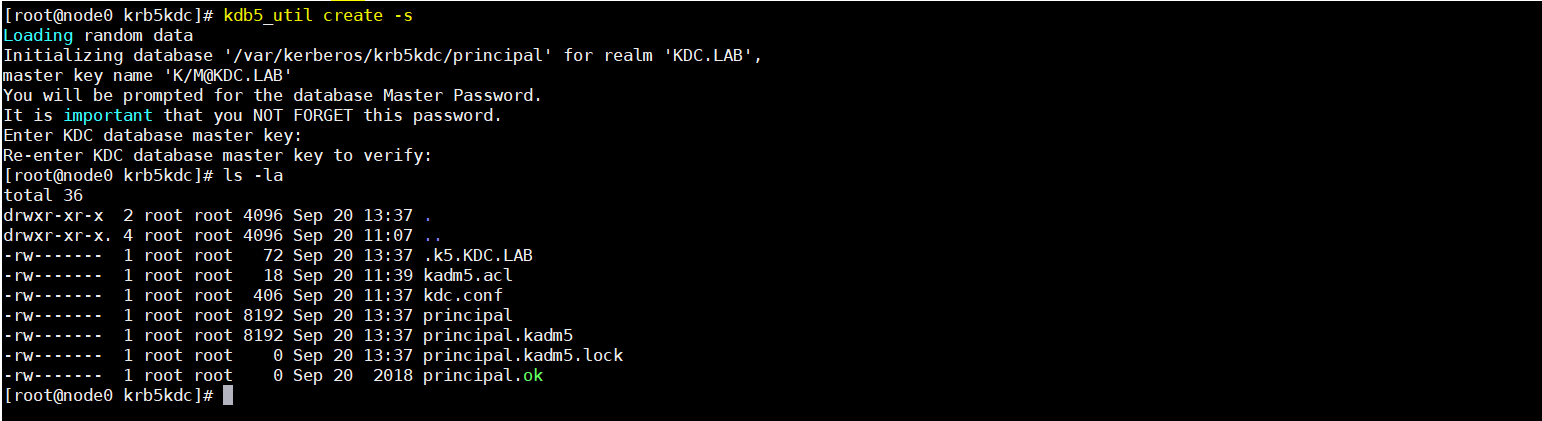 [root@node0 krb5kdc]# kdb5_util create -s
Loading random data
Initializing database '/var/kerberos/krb5kdc/principal' for realm 'KDC.LAB',
master key name 'K/M@KDC.LAB'
You will be prompted for the database Master Password.
It is important that you NOT FORGET this password.
Enter KDC database master key:
Re-enter KDC database master key to verify:
[root@node0 krb5kdc]# ls -la
total 36
drwxr-xr-x  2 root root 4096 Sep 20 13:37 .
drwxr-xr-x. 4 root root 4096 Sep 20 11:07 ..
-rw-------  1 root root   72 Sep 20 13:37 .k5.KDC.LAB
-rw-------  1 root root   18 Sep 20 11:39 kadm5.acl
-rw-------  1 root root  406 Sep 20 11:37 kdc.conf
-rw-------  1 root root 8192 Sep 20 13:37 principal
-rw-------  1 root root 8192 Sep 20 13:37 principal.kadm5
-rw-------  1 root root    0 Sep 20 13:37 principal.kadm5.lock
-rw-------  1 root root    0 Sep 20  2018 principal.ok
[root@node0 krb5kdc]#